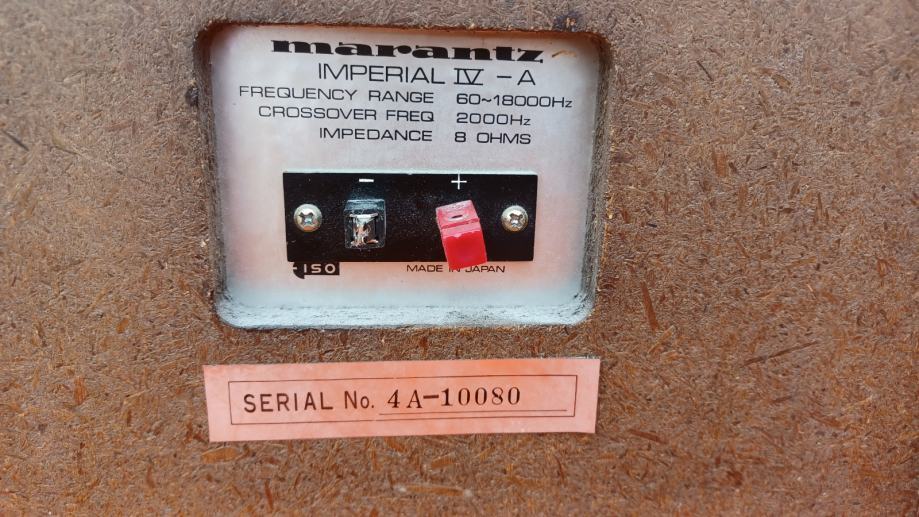 marantz
IMPERIAL IV - A
FREQUENCY RANGE 60~18000Hz
CROSSOVER FREQ 2000Hz
IMPEDANCE 8 OHMS
- +
ISO
MADE IN JAPAN
SERIAL No. 4A-10080